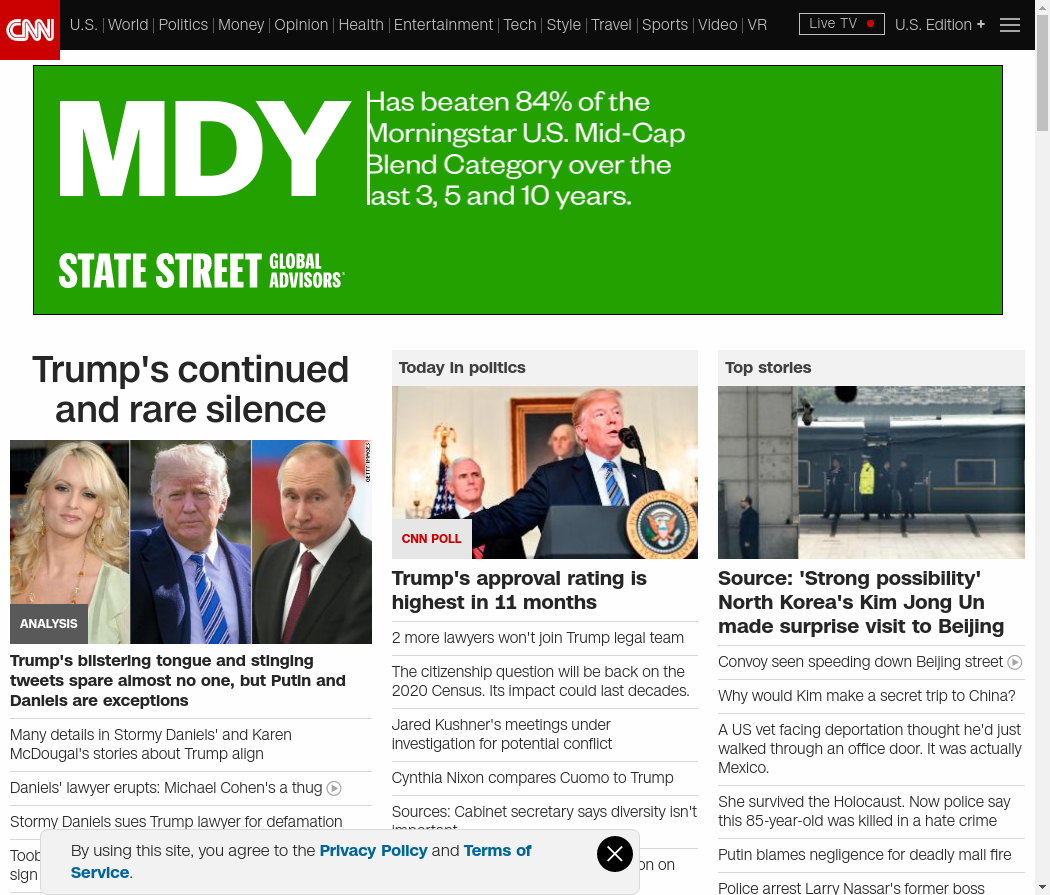 CNN
U.S. World Politics Money Opinion Health Entertainment Tech Style Travel Sports Video VR Live TV U.S. Edition +
MDY
Has beaten 84% of the
Morningstar U.S. Mid-Cap
Blend Category over the
last 3, 5 and 10 years.
STATE STREET GLOBAL
ADVISORS
Trump's continued
and rare silence
GETTY IMAGES
ANALYSIS
Trump's blistering tongue and stinging
tweets spare almost no one, but Putin and
Daniels are exceptions
Many details in Stormy Daniels' and Karen
McDougal's stories about Trump align
Daniels' lawyer erupts: Michael Cohen's a thug
Stormy Daniels sues Trump lawyer for defamation
Toob
sign
Today in politics
CNN POLL
Trump's approval rating is
highest in 11 months
2 more lawyers won't join Trump legal team
The citizenship question will be back on the
2020 Census. Its impact could last decades.
Jared Kushner's meetings under
investigation for potential conflict
Cynthia Nixon compares Cuomo to Trump
Sources: Cabinet secretary says diversity isn't
important
on on
Top stories
Source: 'Strong possibility'
North Korea's Kim Jong Un
made surprise visit to Beijing
Convoy seen speeding down Beijing street
Why would Kim make a secret trip to China?
A US vet facing deportation thought he'd just
walked through an office door. It was actually
Mexico.
She survived the Holocaust. Now police say
this 85-year-old was killed in a hate crime
Putin blames negligence for deadly mall fire
Police arrest Larry Nassar's former boss
By using this site, you agree to the Privacy Policy and Terms of
Service.